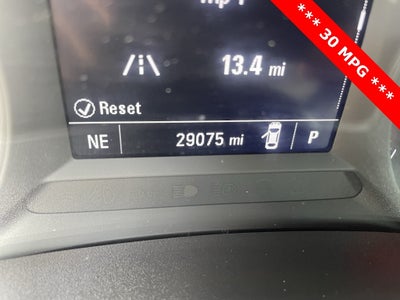 *** 30 MPG ***
13.4 mi
Reset
NE 29075 mi P